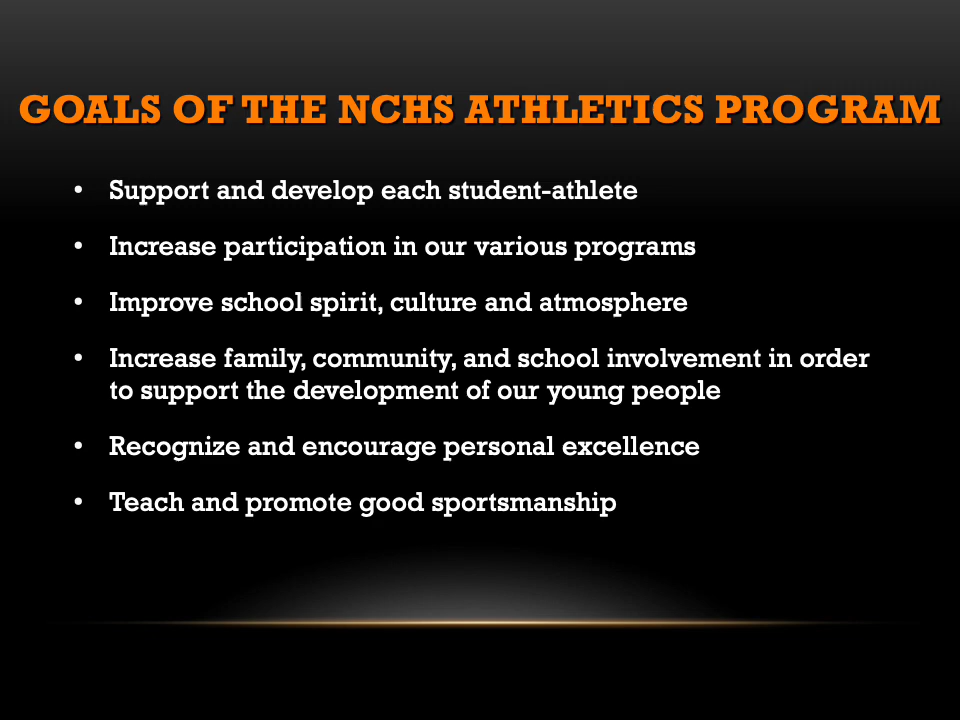 GOALS OF THE NCHS ATHLETICS PROGRAM
• Support and develop each student-athlete
• Increase participation in our various programs
• Improve school spirit, culture and atmosphere
• Increase family, community, and school involvement in order
to support the development of our young people
• Recognize and encourage personal excellence
• Teach and promote good sportsmanship